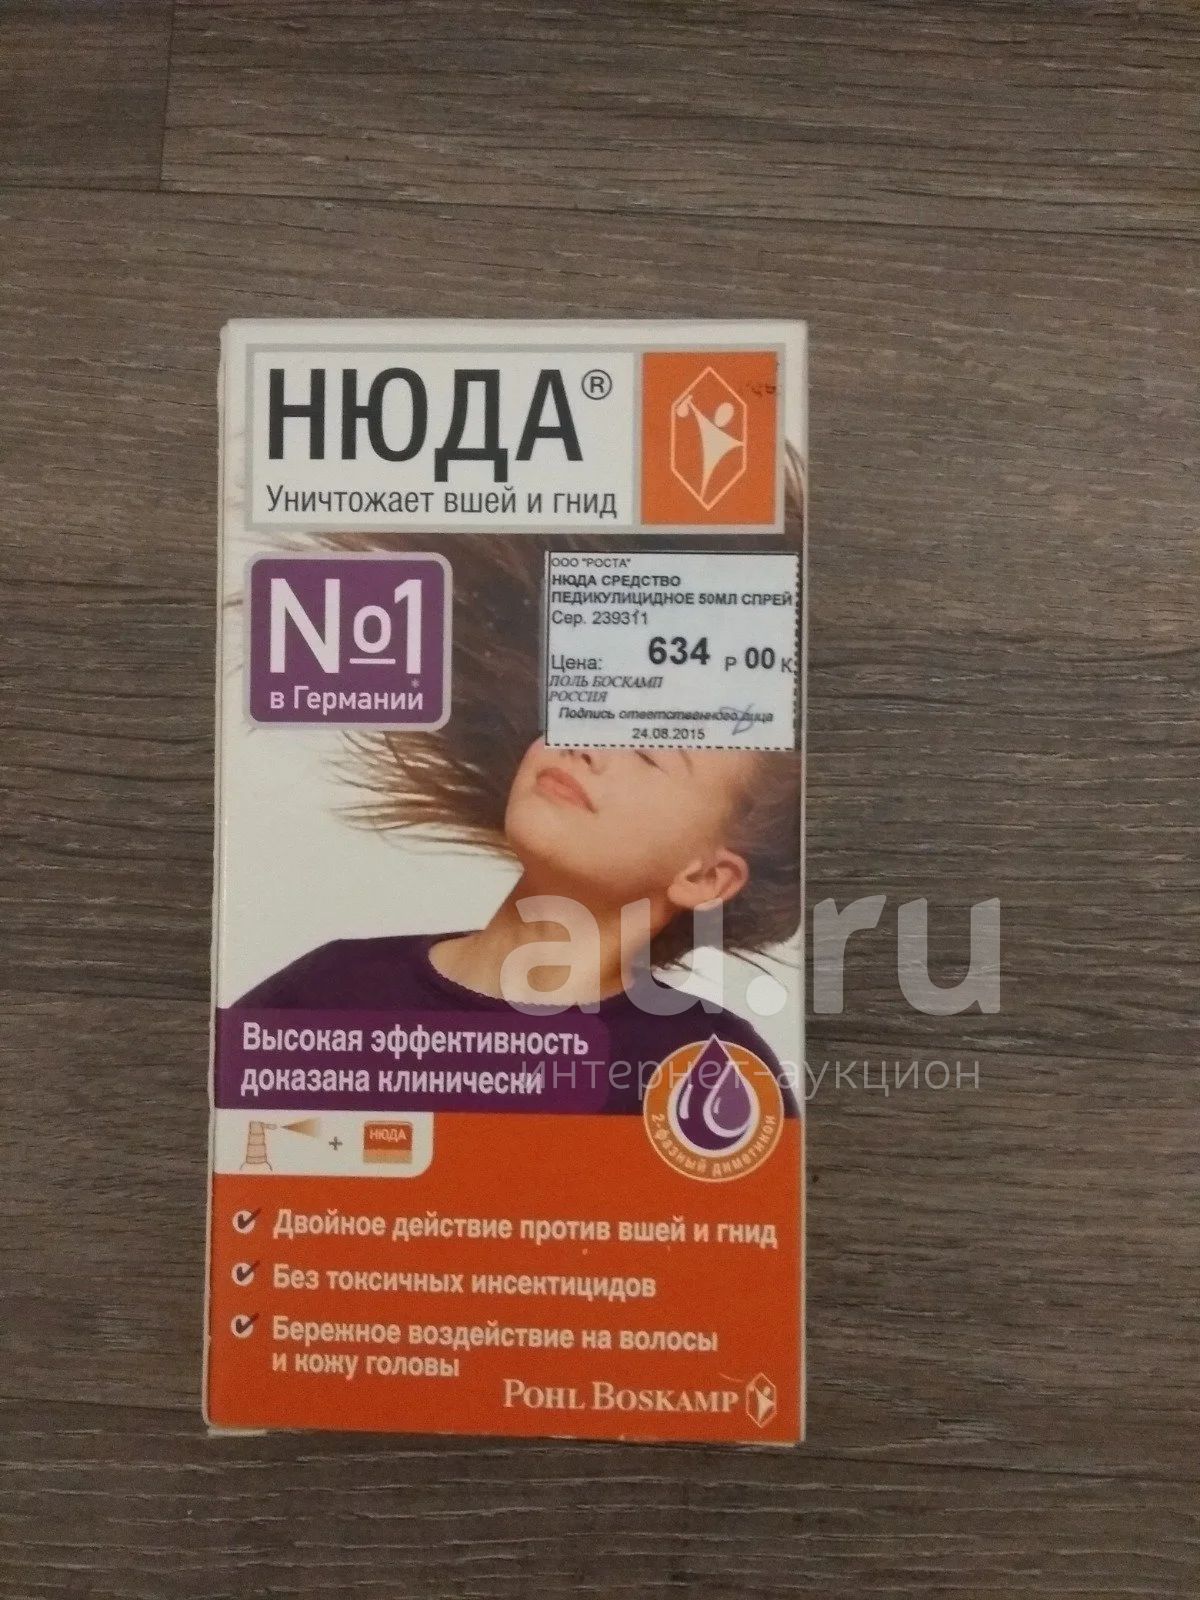 НЮДА®
Уничтожает вшей и гнид
№1
в Германии*
ООО "РОСТА"
НЮДА СРЕДСТВО
ПЕДИКУЛИЦИДНОЕ 50МЛ СПРЕЙ
Сер. 239311
Цена: 634 Р 00 К
ПОЛЬ БОСКАМП
РОССИЯ
Подпись ответственного лица
24.08.2015
au.ru
интернет-аукцион
Высокая эффективность
доказана клинически
2-фазный диметикон
+ НЮДА
Двойное действие против вшей и гнид
Без токсичных инсектицидов
Бережное воздействие на волосы
и кожу головы
POHL BOSKAMP